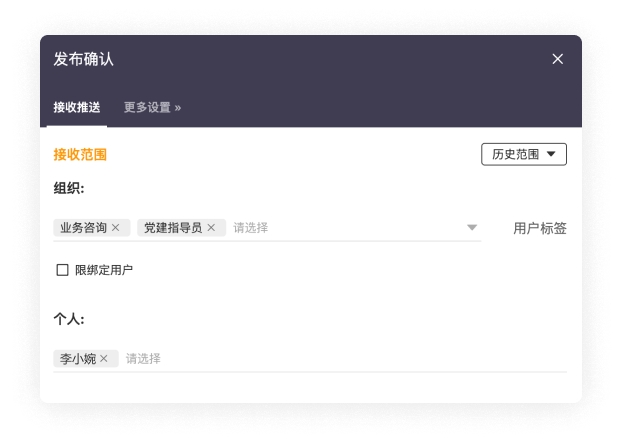 发布确认
接收推送 更多设置 »
接收范围 历史范围
组织:
业务咨询 党建指导员 请选择 用户标签
限绑定用户
个人:
李小婉 请选择